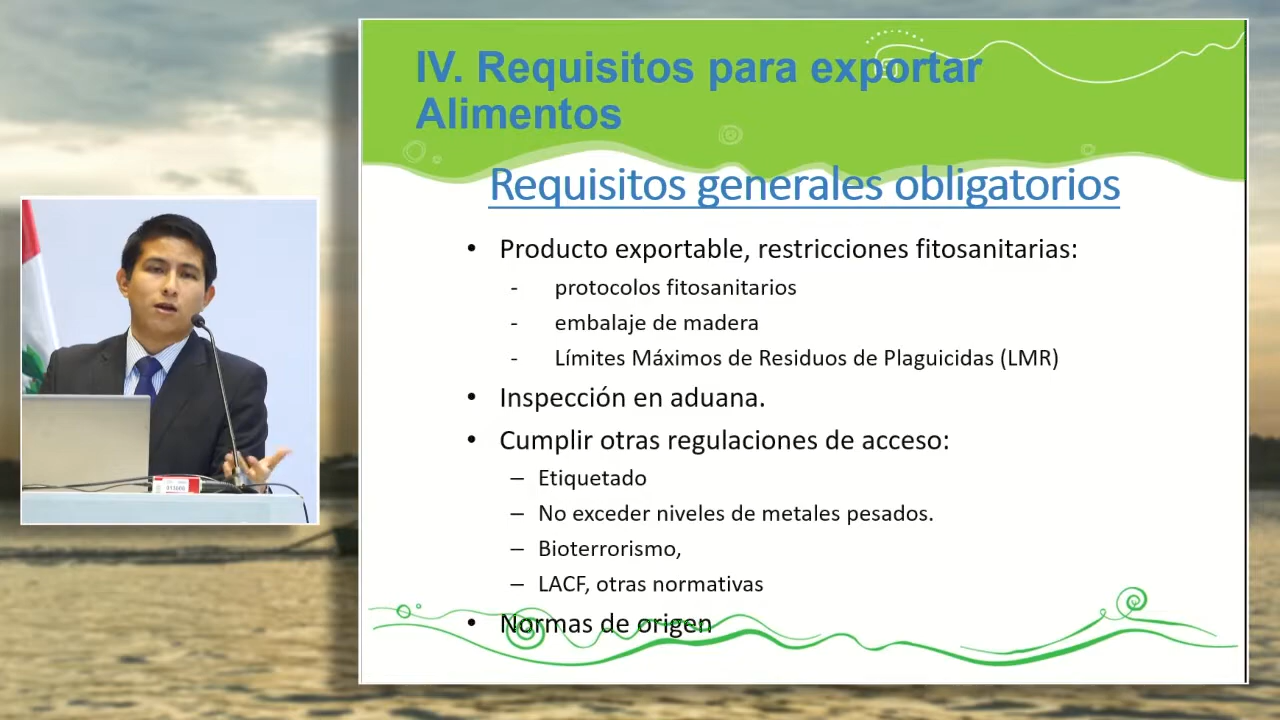 IV. Requisitos para exportar
Alimentos
Requisitos generales obligatorios
• Producto exportable, restricciones fitosanitarias:
- protocolos fitosanitarios
- embalaje de madera
- Límites Máximos de Residuos de Plaguicidas (LMR)
• Inspección en aduana.
• Cumplir otras regulaciones de acceso:
– Etiquetado
– No exceder niveles de metales pesados.
– Bioterrorismo,
– LACF, otras normativas
• Normas de origen